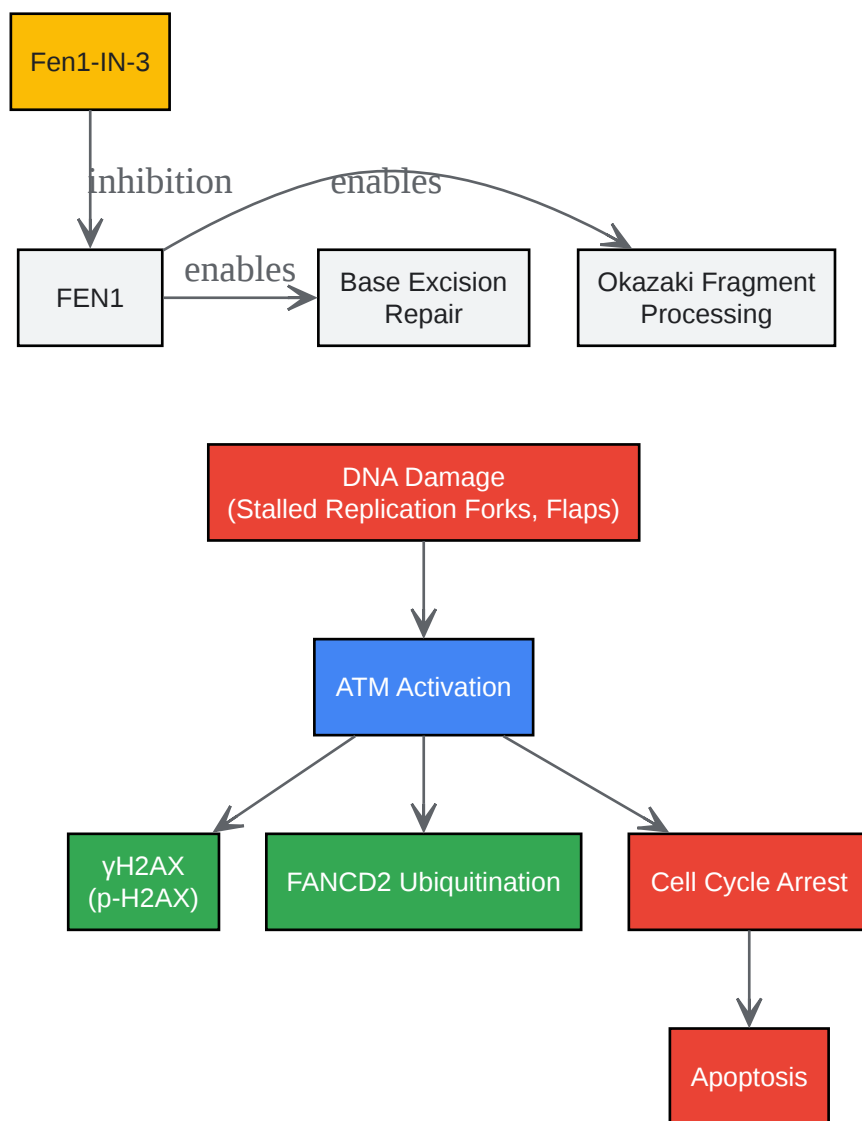 Fen1-IN-3
inhibition
enables
FEN1
enables
Base Excision
Repair
Okazaki Fragment
Processing
DNA Damage
(Stalled Replication Forks, Flaps)
ATM Activation
γH2AX
(p-H2AX)
FANCD2 Ubiquitination
Cell Cycle Arrest
Apoptosis